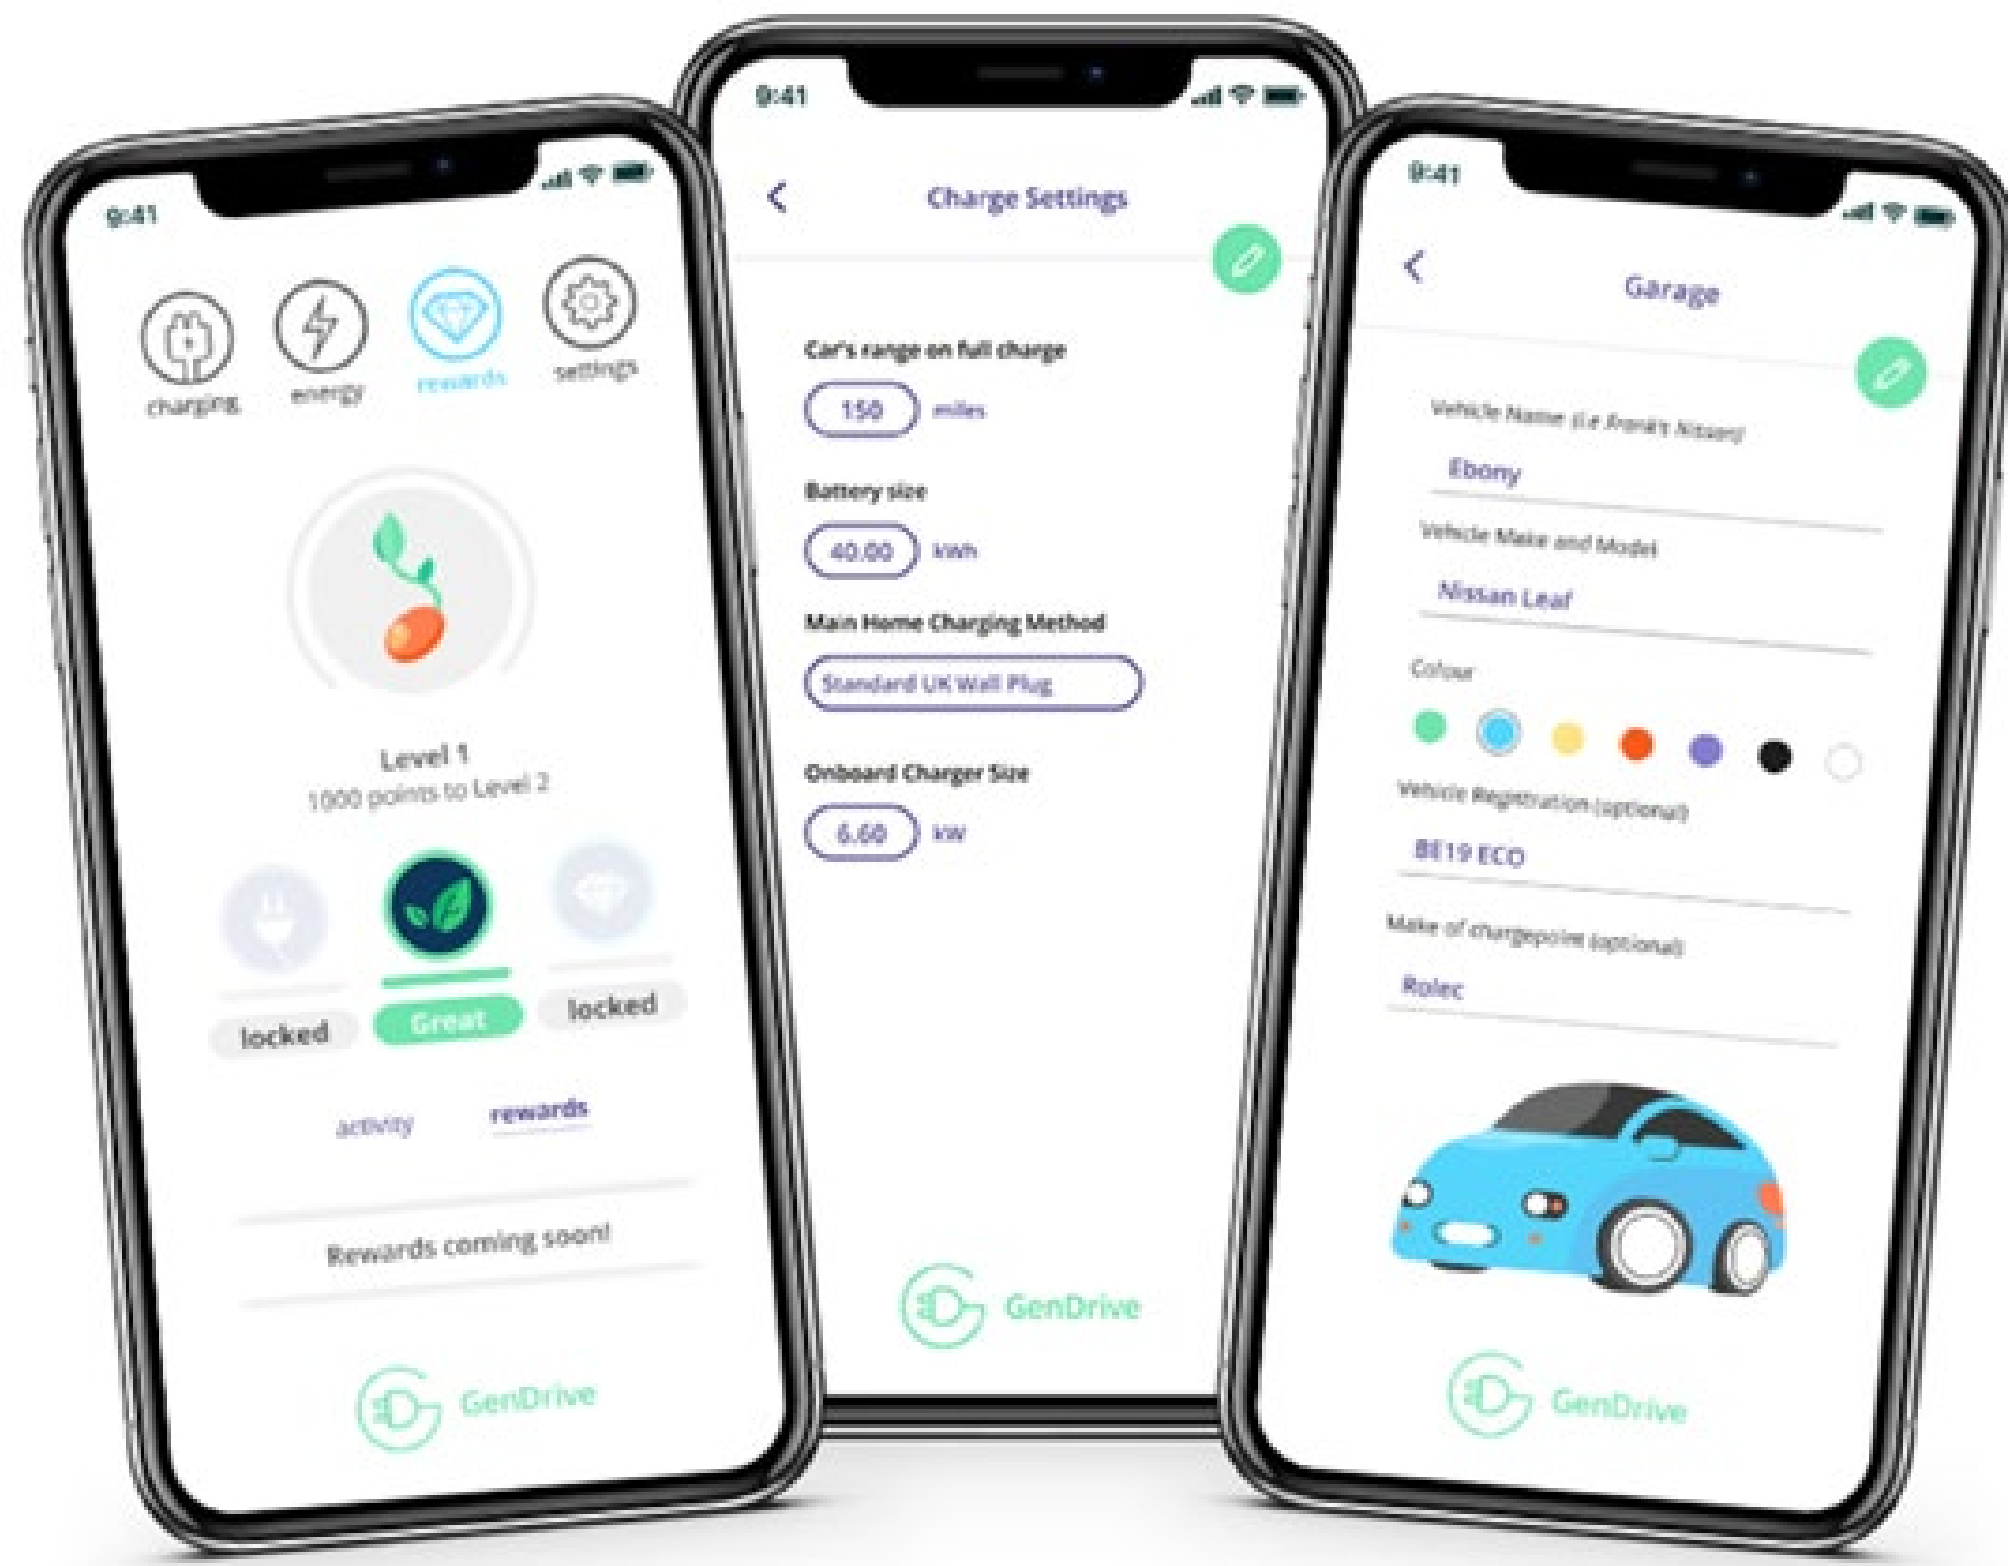 9:41
charging
energy
rewards
settings
Level 1
1000 points to Level 2
locked
Great
locked
activity
rewards
Rewards coming soon!
GenDrive
9:41
Charge Settings
Car's range on full charge
150 miles
Battery size
40.00 kWh
Main Home Charging Method
Standard UK Wall Plug
Onboard Charger Size
6.60 kW
GenDrive
9:41
Garage
Vehicle Name (i.e Frank's Nissan)
Ebony
Vehicle Make and Model
Nissan Leaf
Colour
Vehicle Registration (optional)
BE19 ECO
Make of chargepoint (optional)
Rolec
GenDrive